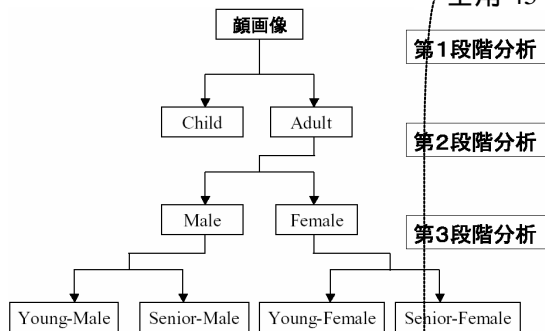 顔画像
第1段階分析
Child
Adult
第2段階分析
Male
Female
第3段階分析
Young-Male
Senior-Male
Young-Female
Senior-Female